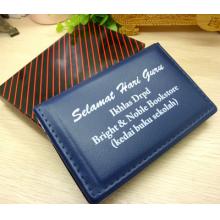 Selamat Hari Guru
Ikhlas Drpd
Bright & Noble Bookstore
(kedai buku sekolah)